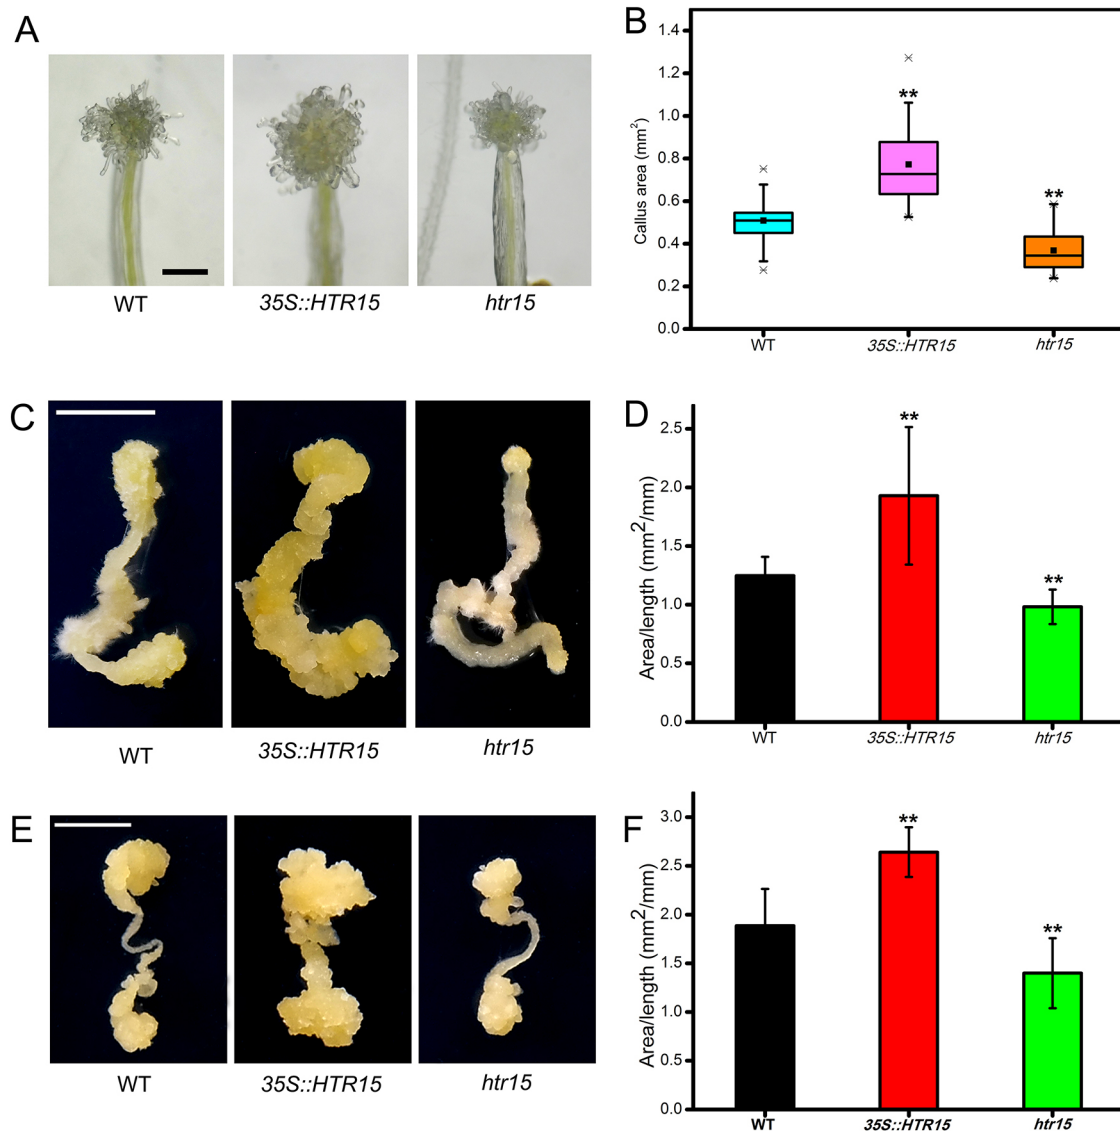 A
WT
35S::HTR15
htr15
B
Callus area (mm²)
1.4
1.2
1.0
0.8
0.6
0.4
0.2
0.0
**
**
WT
35S::HTR15
htr15
C
WT
35S::HTR15
htr15
D
Area/length (mm²/mm)
2.5
2.0
1.5
1.0
0.5
0.0
**
**
WT
35S::HTR15
htr15
E
WT
35S::HTR15
htr15
F
Area/length (mm²/mm)
3.0
2.5
2.0
1.5
1.0
0.5
0.0
**
**
WT
35S::HTR15
htr15